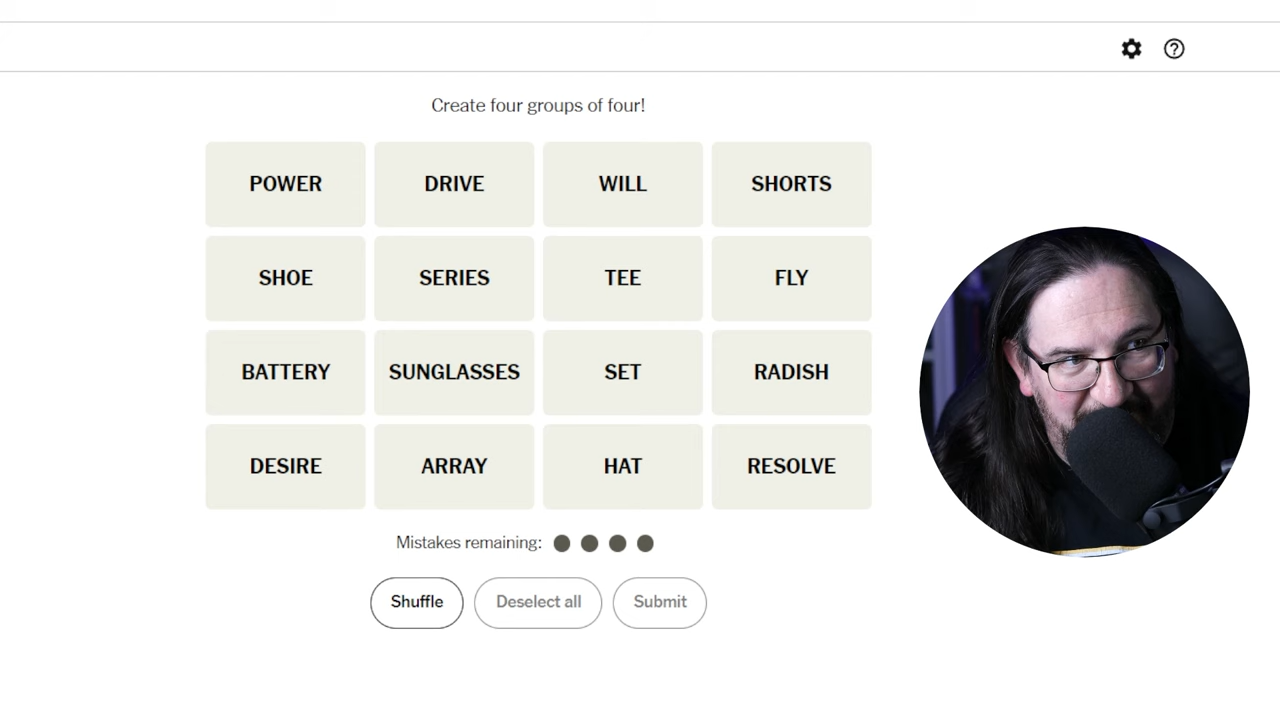 Create four groups of four!
POWER DRIVE WILL SHORTS
SHOE SERIES TEE FLY
BATTERY SUNGLASSES SET RADISH
DESIRE ARRAY HAT RESOLVE
Mistakes remaining:
Shuffle Deselect all Submit